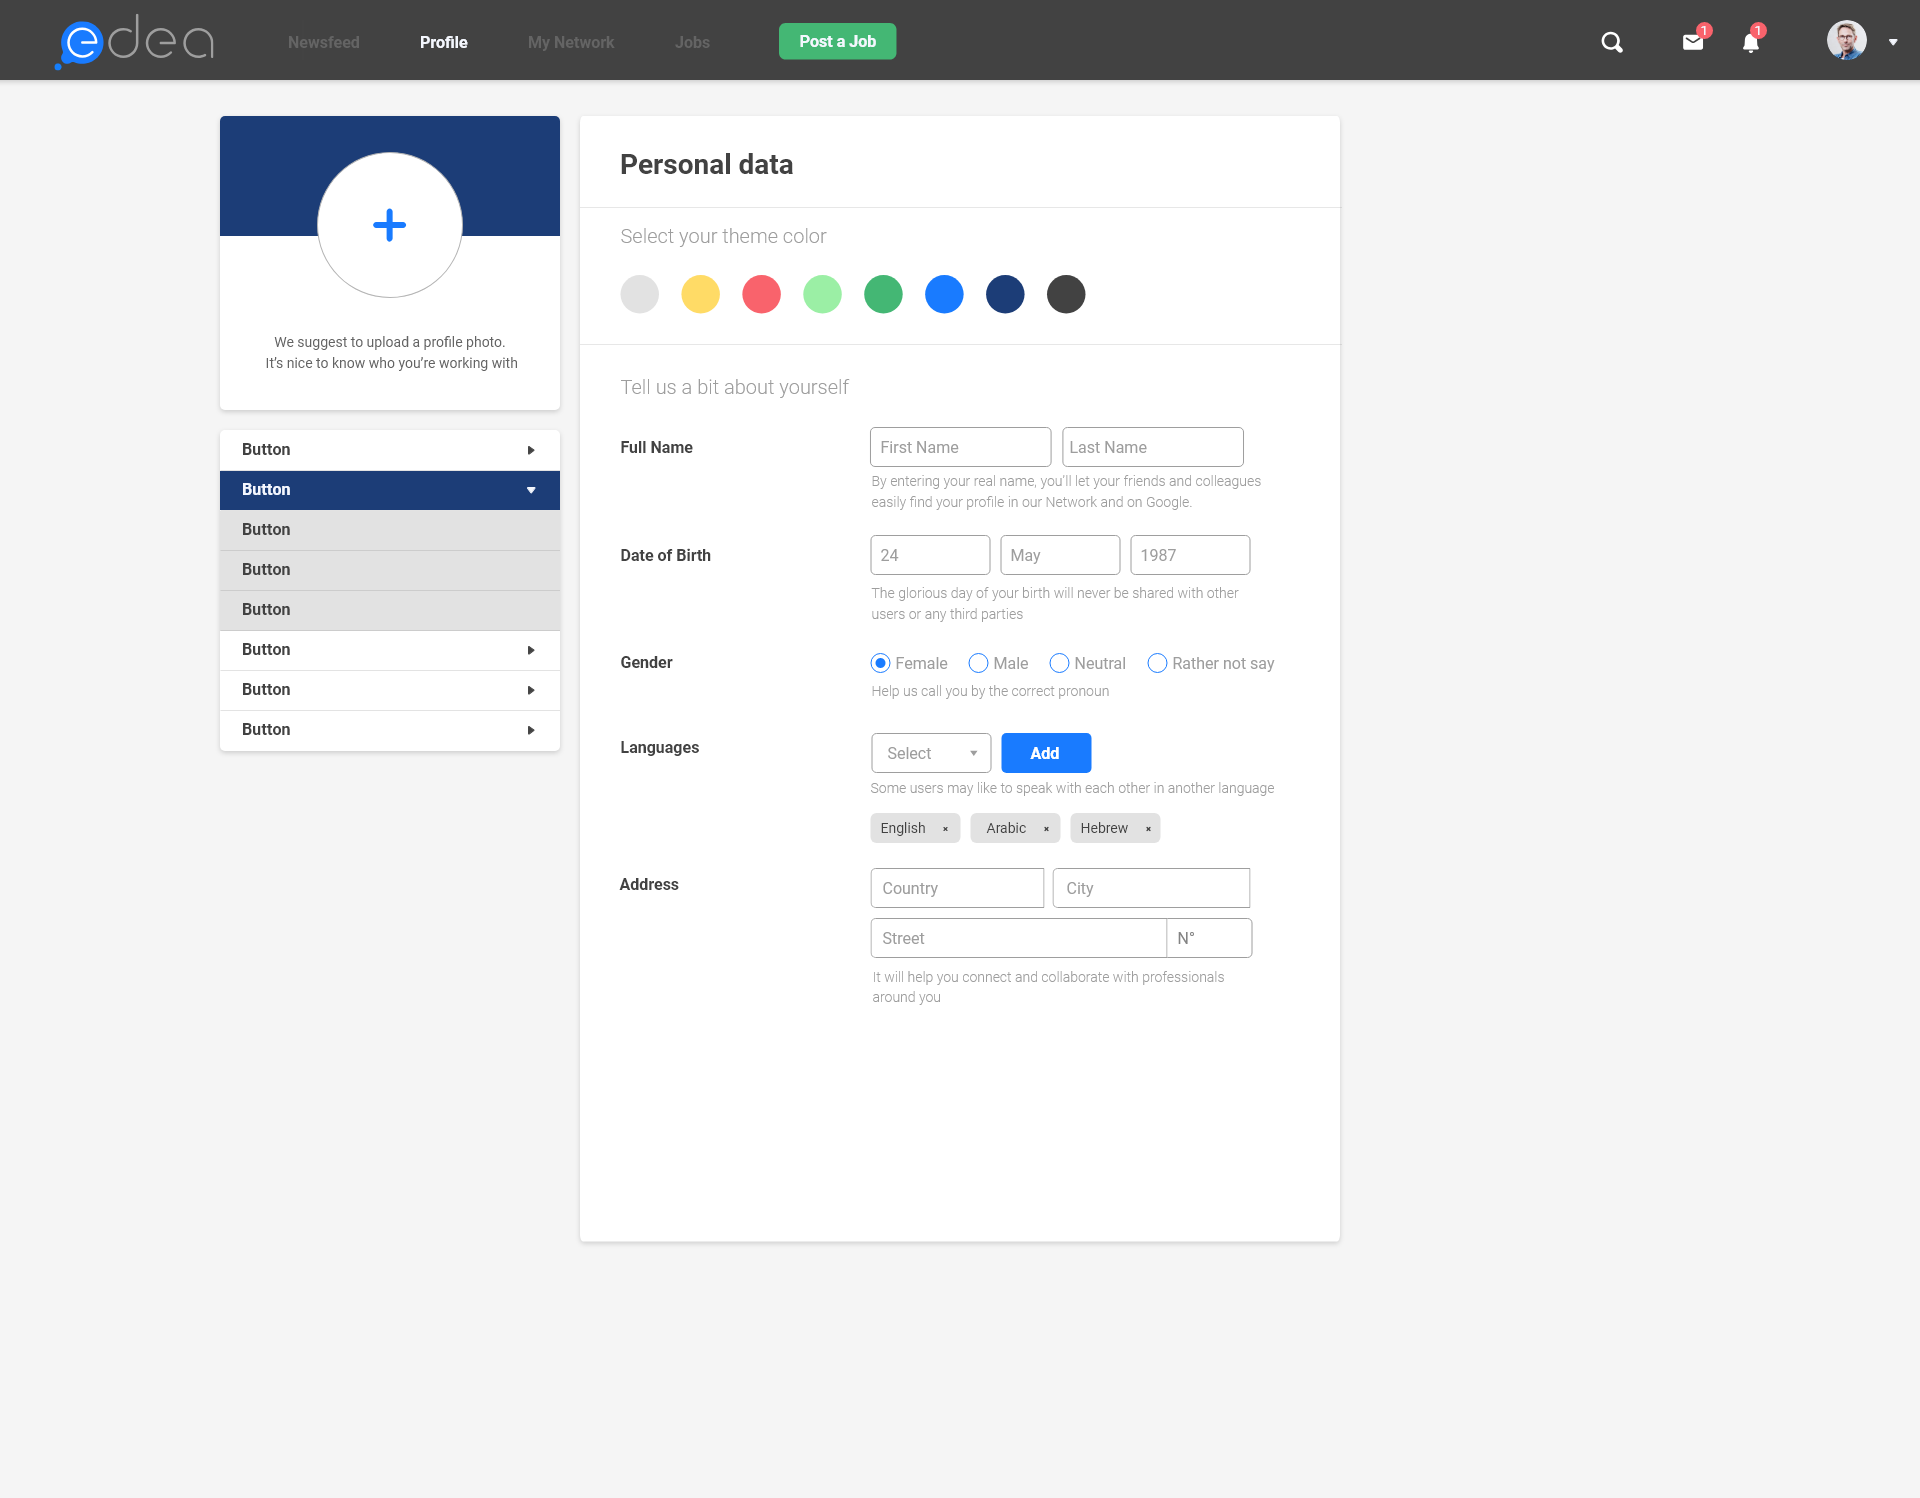 edea
Newsfeed
Profile
My Network
Jobs
Post a Job
1
1
We suggest to upload a profile photo.
It's nice to know who you're working with
Button
Button
Button
Button
Button
Button
Button
Button
Personal data
Select your theme color
Tell us a bit about yourself
Full Name
First Name
Last Name
By entering your real name, you'll let your friends and colleagues
easily find your profile in our Network and on Google.
Date of Birth
24
May
1987
The glorious day of your birth will never be shared with other
users or any third parties
Gender
Female
Male
Neutral
Rather not say
Help us call you by the correct pronoun
Languages
Select
Add
Some users may like to speak with each other in another language
English ×
Arabic ×
Hebrew ×
Address
Country
City
Street
N°
It will help you connect and collaborate with professionals
around you